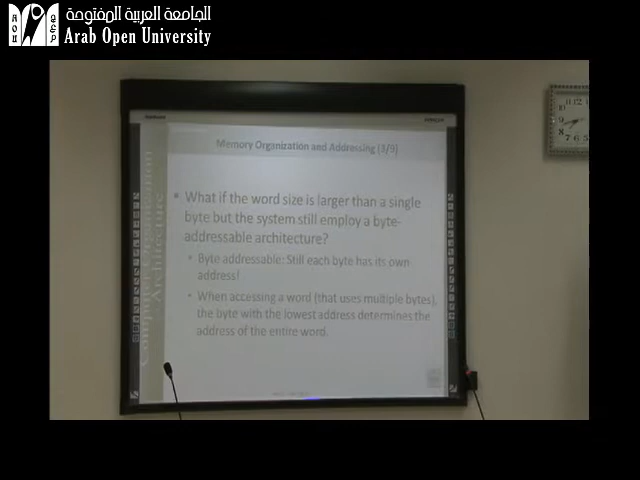 الجامعة العربية المفتوحة
Arab Open University
AOU
Memory Organization and Addressing (3/9)
• What if the word size is larger than a single
byte but the system still employ a byte-
addressable architecture?
• Byte addressable: Still each byte has its own
address!
• When accessing a word (that uses multiple bytes),
the byte with the lowest address determines the
address of the entire word.
Computer Organization
Architecture